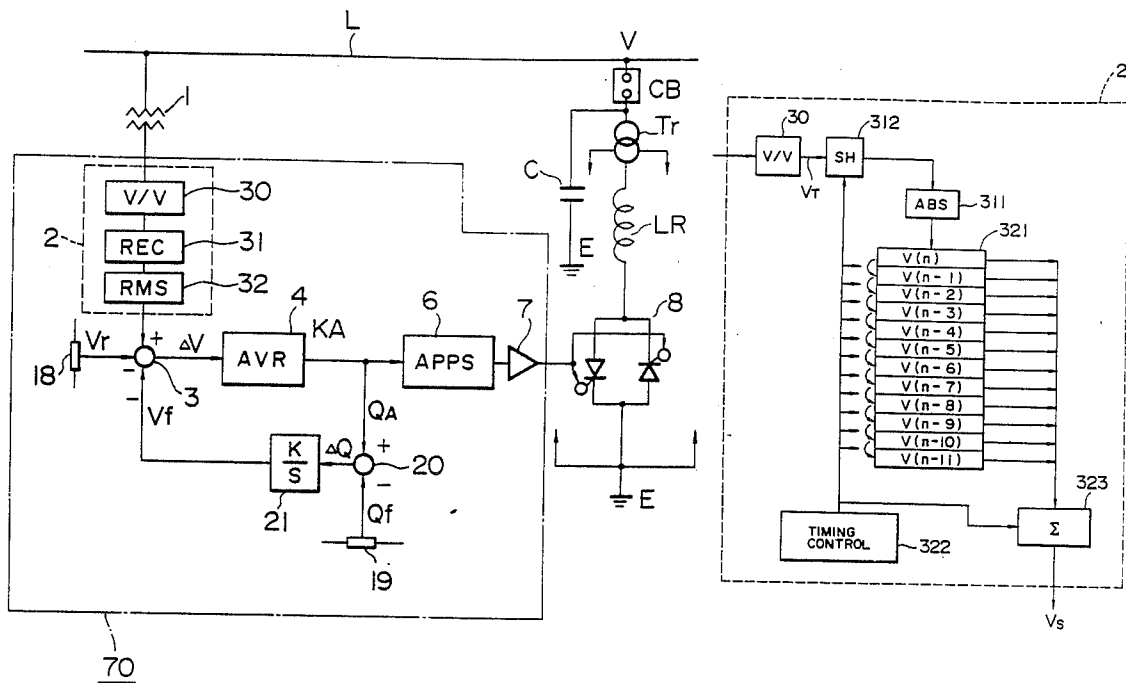 L
V
1
CB
Tr
C
LR
E
8
V/V
30
2
REC
31
RMS
32
4
KA
6
7
Vr
+
ΔV
AVR
APPS
18
3
−
−
Vf
QA
ΔQ
+
K
S
20
−
21
Qf
19
E
70
2
30
312
V/V
SH
VT
ABS
311
321
V(n)
V(n-1)
V(n-2)
V(n-3)
V(n-4)
V(n-5)
V(n-6)
V(n-7)
V(n-8)
V(n-9)
V(n-10)
V(n-11)
323
Σ
TIMING
CONTROL
322
Vs